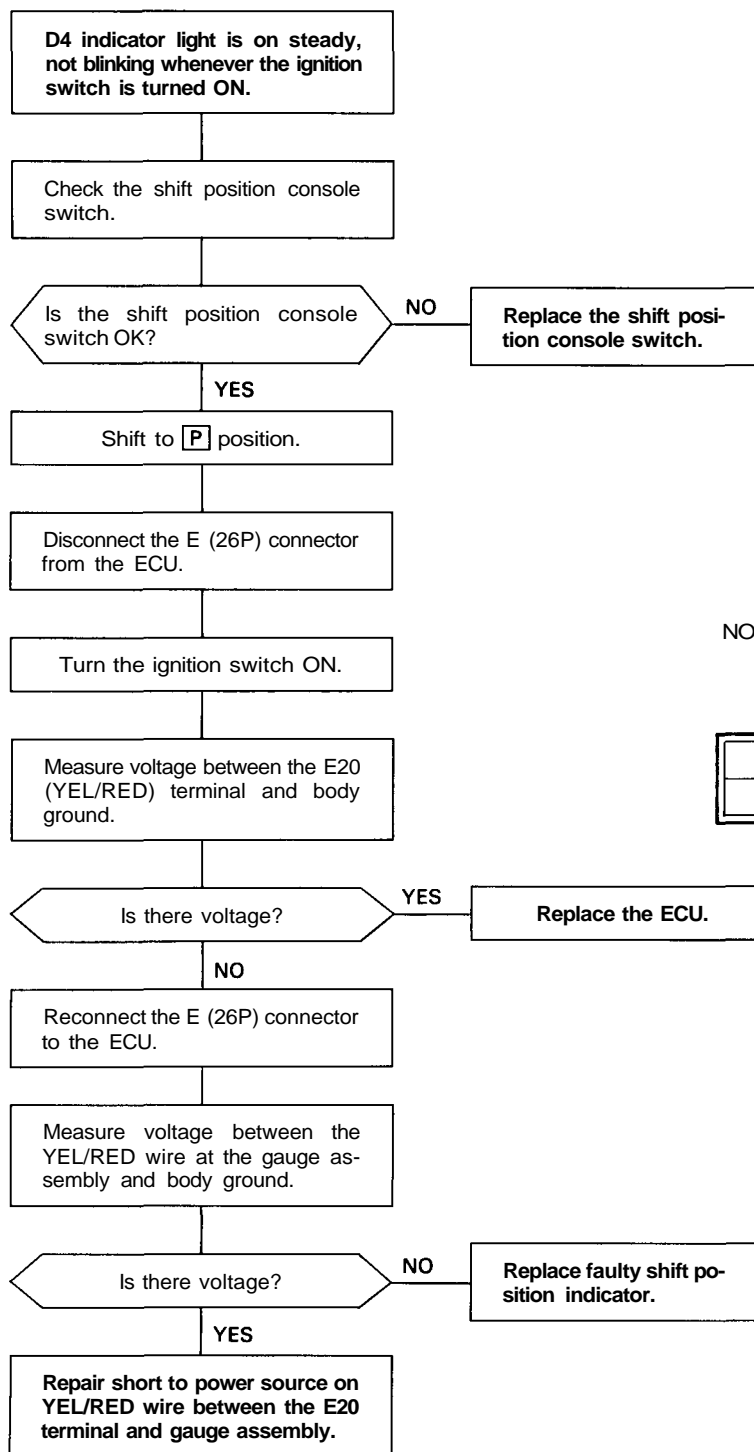 D4 indicator light is on steady,
not blinking whenever the ignition
switch is turned ON.
Check the shift position console
switch.
Is the shift position console
switch OK?
NO
Replace the shift posi-
tion console switch.
YES
Shift to P position.
Disconnect the E (26P) connector
from the ECU.
Turn the ignition switch ON.
NO
Measure voltage between the E20
(YEL/RED) terminal and body
ground.
Is there voltage?
YES
Replace the ECU.
NO
Reconnect the E (26P) connector
to the ECU.
Measure voltage between the
YEL/RED wire at the gauge as-
sembly and body ground.
Is there voltage?
NO
Replace faulty shift po-
sition indicator.
YES
Repair short to power source on
YEL/RED wire between the E20
terminal and gauge assembly.